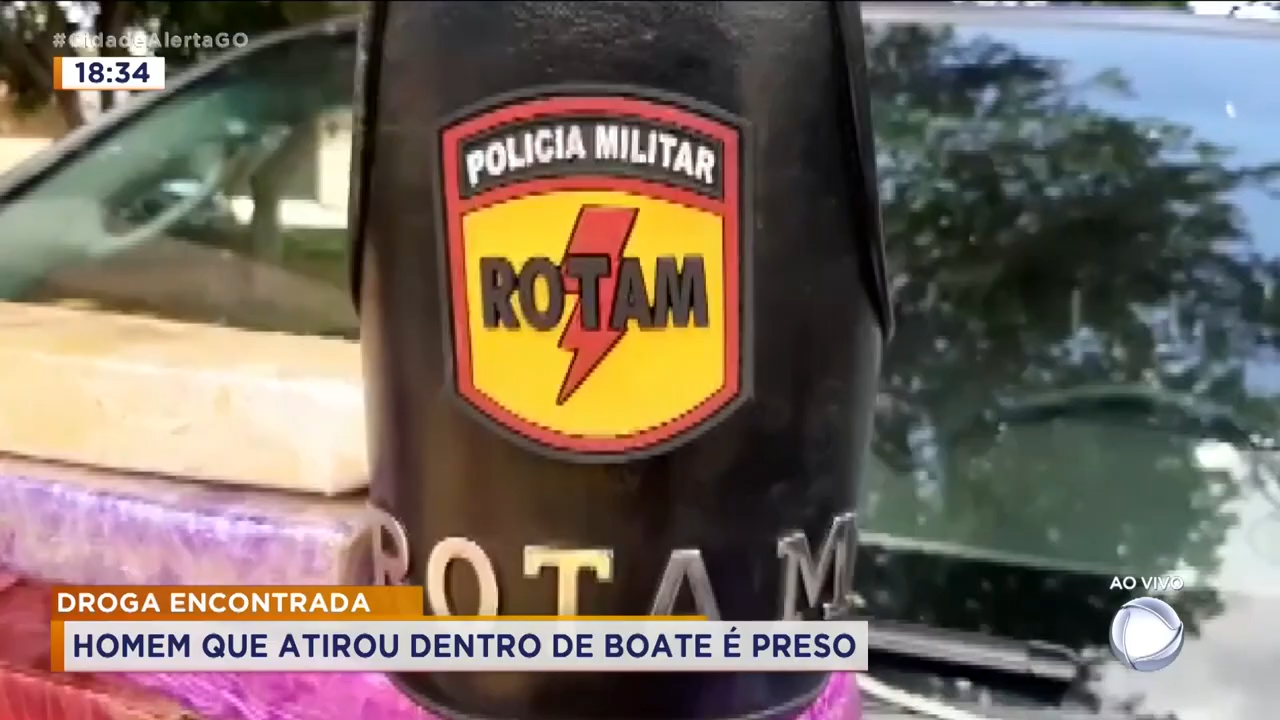 #CidadeAlertaGO
18:34
POLICIA MILITAR
ROTAM
ROTAM
AO VIVO
DROGA ENCONTRADA
HOMEM QUE ATIROU DENTRO DE BOATE É PRESO